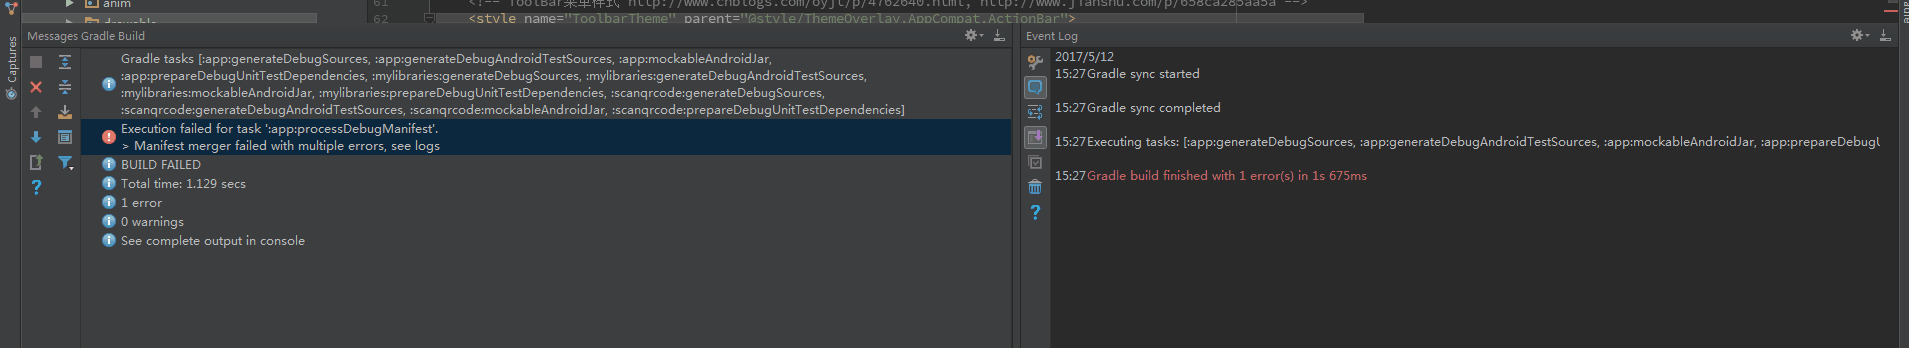 anim
61
<!-- ToolBar菜单样式 http://www.cnblogs.com/oyjt/p/4762640.html, http://www.jianshu.com/p/658ca285aa5a -->
drawable
62
<style name="ToolbarTheme" parent="@style/ThemeOverlay.AppCompat.ActionBar">
Captures
Messages Gradle Build
Gradle tasks [:app:generateDebugSources, :app:generateDebugAndroidTestSources, :app:mockableAndroidJar,
:app:prepareDebugUnitTestDependencies, :mylibraries:generateDebugSources, :mylibraries:generateDebugAndroidTestSources,
:mylibraries:mockableAndroidJar, :mylibraries:prepareDebugUnitTestDependencies, :scanqrcode:generateDebugSources,
:scanqrcode:generateDebugAndroidTestSources, :scanqrcode:mockableAndroidJar, :scanqrcode:prepareDebugUnitTestDependencies]
Execution failed for task ':app:processDebugManifest'.
> Manifest merger failed with multiple errors, see logs
BUILD FAILED
Total time: 1.129 secs
1 error
0 warnings
See complete output in console
Event Log
2017/5/12
15:27 Gradle sync started
15:27 Gradle sync completed
15:27 Executing tasks: [:app:generateDebugSources, :app:generateDebugAndroidTestSources, :app:mockableAndroidJar, :app:prepareDebugU
15:27 Gradle build finished with 1 error(s) in 1s 675ms